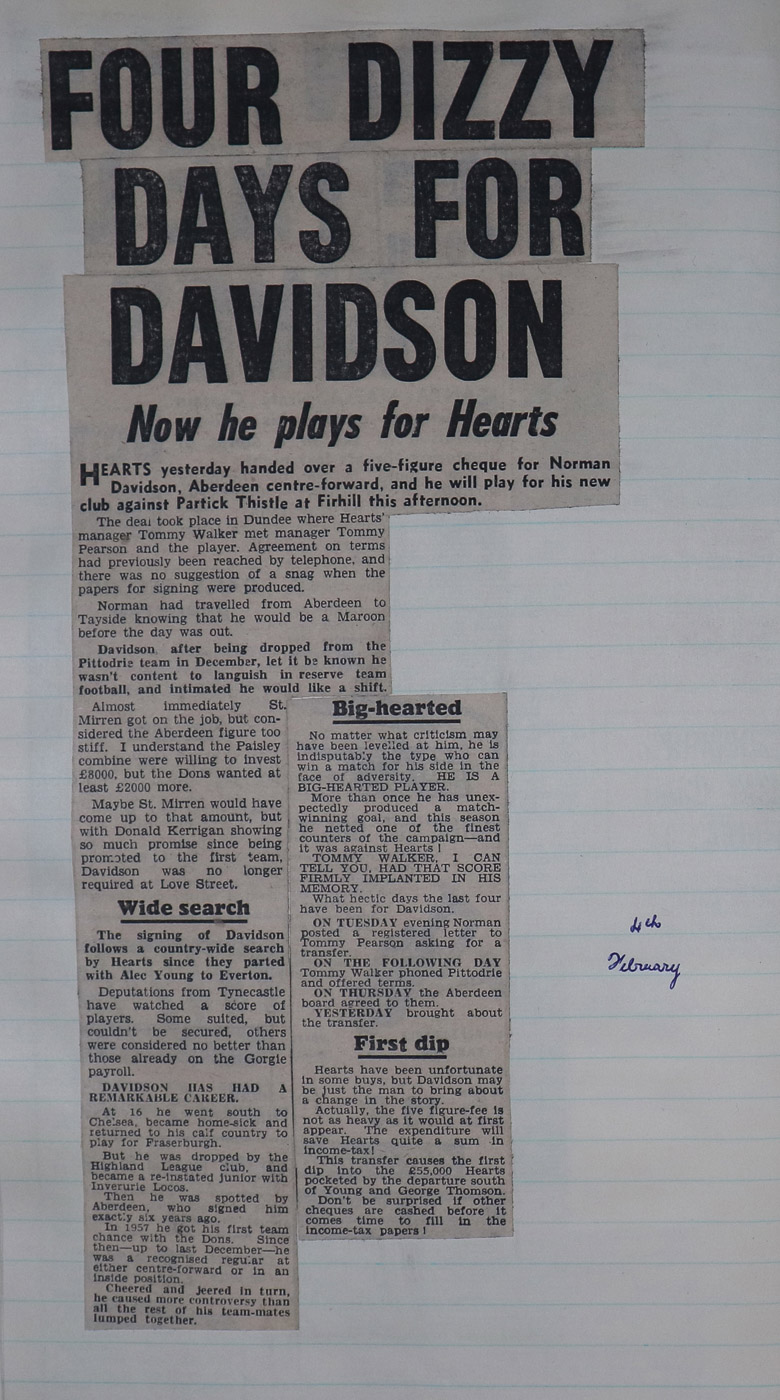 FOUR DIZZY
DAYS FOR
DAVIDSON
Now he plays for Hearts
HEARTS yesterday handed over a five-figure cheque for Norman
Davidson, Aberdeen centre-forward, and he will play for his new
club against Partick Thistle at Firhill this afternoon.
The deal took place in Dundee where Hearts'
manager Tommy Walker met manager Tommy
Pearson and the player. Agreement on terms
had previously been reached by telephone, and
there was no suggestion of a snag when the
papers for signing were produced.
Norman had travelled from Aberdeen to
Tayside knowing that he would be a Maroon
before the day was out.
Davidson, after being dropped from the
Pittodrie team in December, let it be known he
wasn't content to languish in reserve team
football, and intimated he would like a shift.
Almost immediately St.
Mirren got on the job, but con-
sidered the Aberdeen figure too
stiff. I understand the Paisley
combine were willing to invest
£8000, but the Dons wanted at
least £2000 more.
Maybe St. Mirren would have
come up to that amount, but
with Donald Kerrigan showing
so much promise since being
promoted to the first team,
Davidson was no longer
required at Love Street.
Wide search
The signing of Davidson
follows a country-wide search
by Hearts since they parted
with Alec Young to Everton.
Deputations from Tynecastle
have watched a score of
players. Some suited, but
couldn't be secured, others
were considered no better than
those already on the Gorgie
payroll.
DAVIDSON HAS HAD A
REMARKABLE CAREER.
At 16 he went south to
Chelsea, became home-sick and
returned to his calf country to
play for Fraserburgh.
But he was dropped by the
Highland League club, and
became a re-instated junior with
Inverurie Locos.
Then he was spotted by
Aberdeen, who signed him
exactly six years ago.
In 1957 he got his first team
chance with the Dons. Since
then—up to last December—he
was a recognised regular at
either centre-forward or in an
inside position.
Cheered and jeered in turn,
he caused more controversy than
all the rest of his team-mates
lumped together.
Big-hearted
No matter what criticism may
have been levelled at him, he is
indisputably the type who can
win a match for his side in the
face of adversity. HE IS A
BIG-HEARTED PLAYER.
More than once he has unex-
pectedly produced a match-
winning goal, and this season
he netted one of the finest
counters of the campaign—and
it was against Hearts!
TOMMY WALKER, I CAN
TELL YOU, HAD THAT SCORE
FIRMLY IMPLANTED IN HIS
MEMORY.
What hectic days the last four
have been for Davidson.
ON TUESDAY evening Norman
posted a registered letter to
Tommy Pearson asking for a
transfer.
ON THE FOLLOWING DAY
Tommy Walker phoned Pittodrie
and offered terms.
ON THURSDAY the Aberdeen
board agreed to them.
YESTERDAY brought about
the transfer.
First dip
Hearts have been unfortunate
in some buys, but Davidson may
be just the man to bring about
a change in the story.
Actually, the five figure-fee is
not as heavy as it would at first
appear. The expenditure will
save Hearts quite a sum in
income-tax!
This transfer causes the first
dip into the £55,000 Hearts
pocketed by the departure south
of Young and George Thomson.
Don't be surprised if other
cheques are cashed before it
comes time to fill in the
income-tax papers!
4th
February